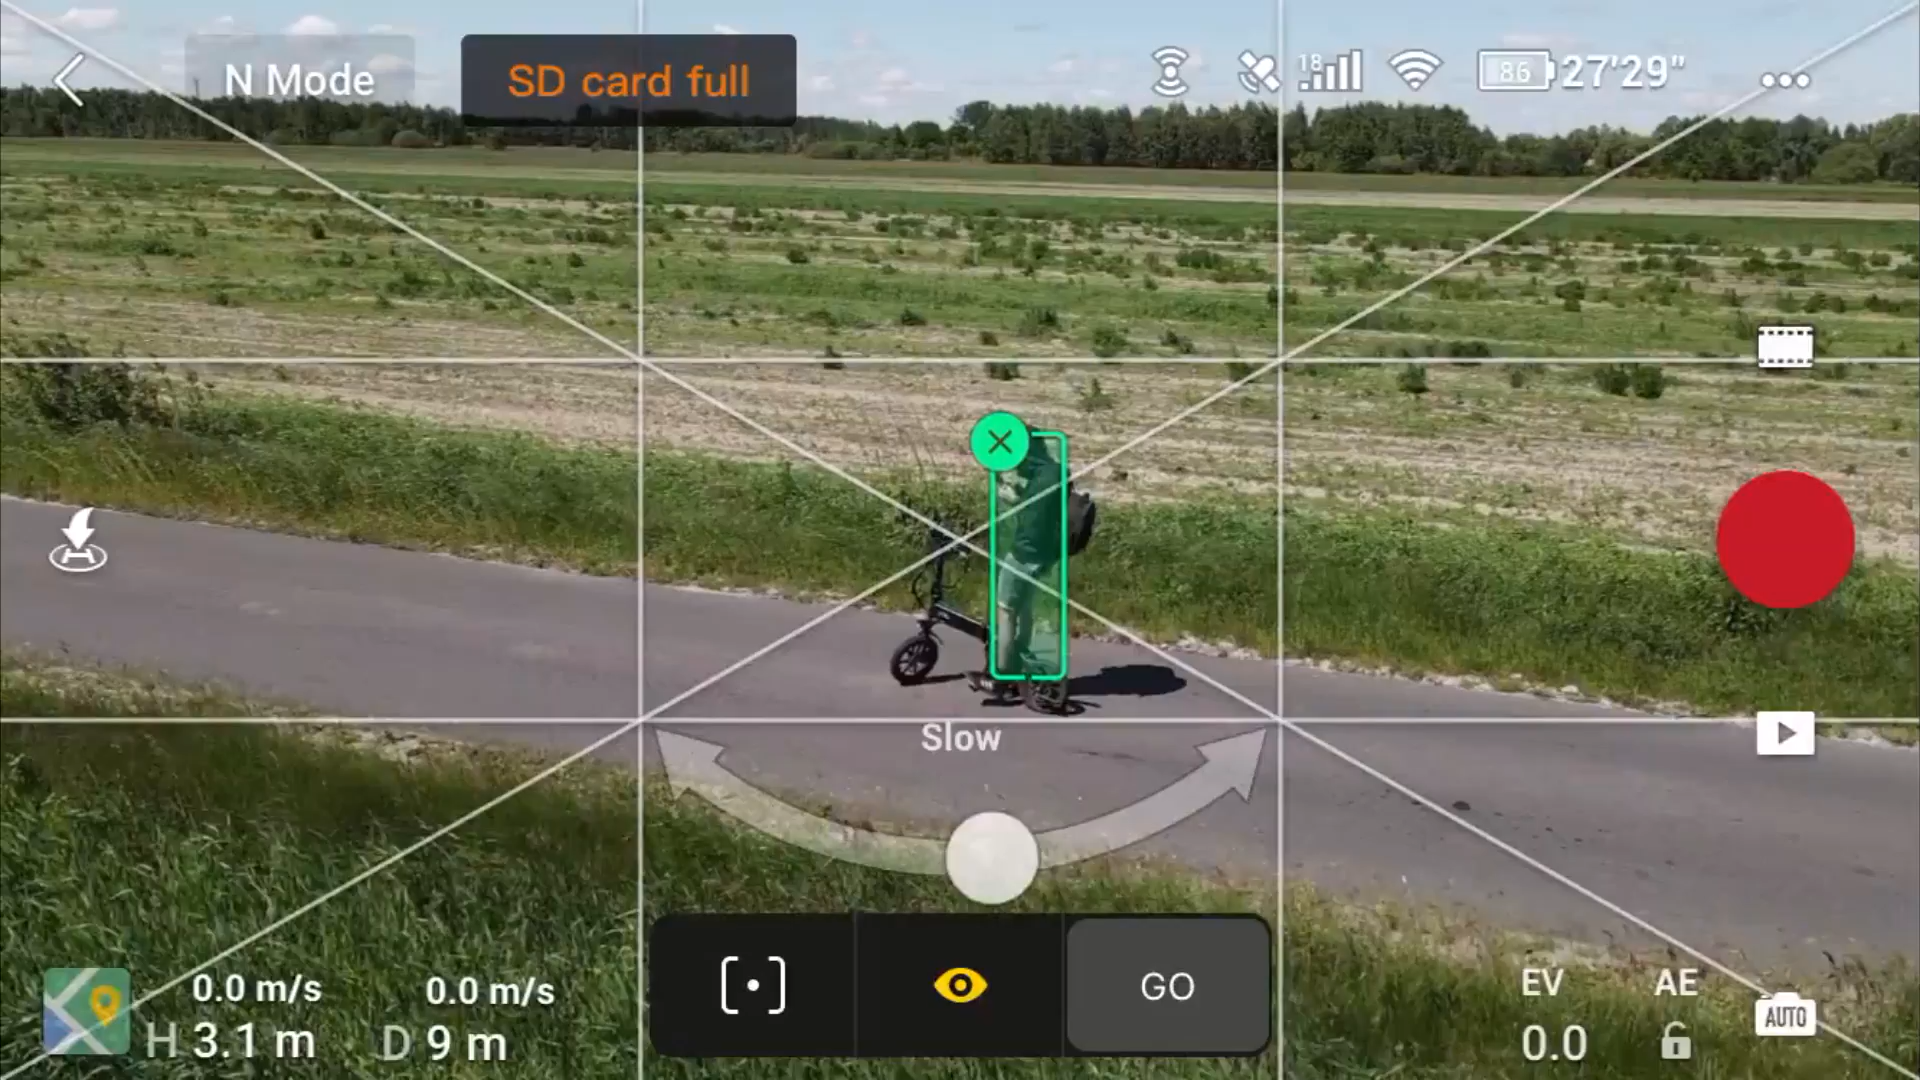 N Mode
SD card full
18
86
27'29"
Slow
0.0 m/s
0.0 m/s
H 3.1 m
D 9 m
GO
EV
AE
0.0
AUTO